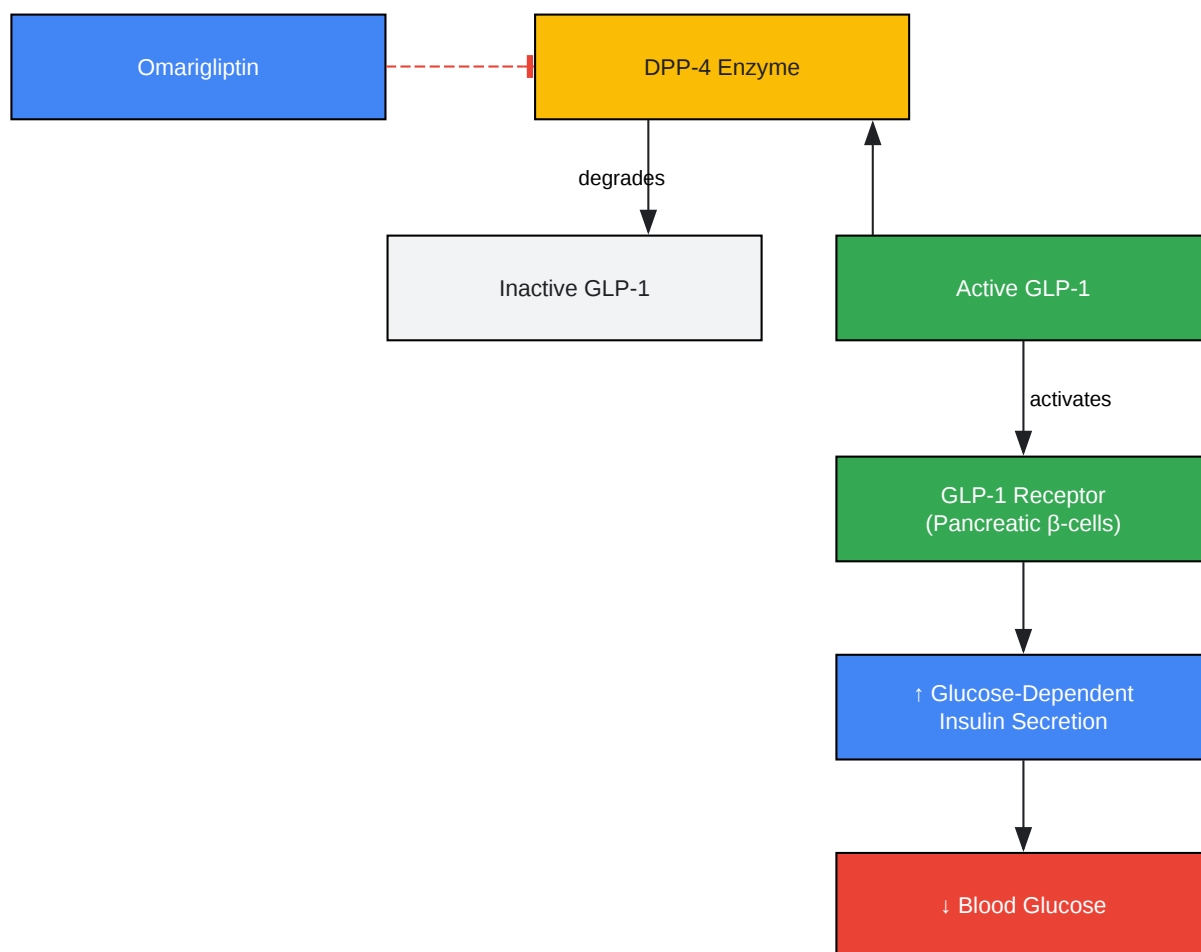 Omarigliptin
DPP-4 Enzyme
degrades
Inactive GLP-1
Active GLP-1
activates
GLP-1 Receptor
(Pancreatic β-cells)
↑ Glucose-Dependent
Insulin Secretion
↓ Blood Glucose